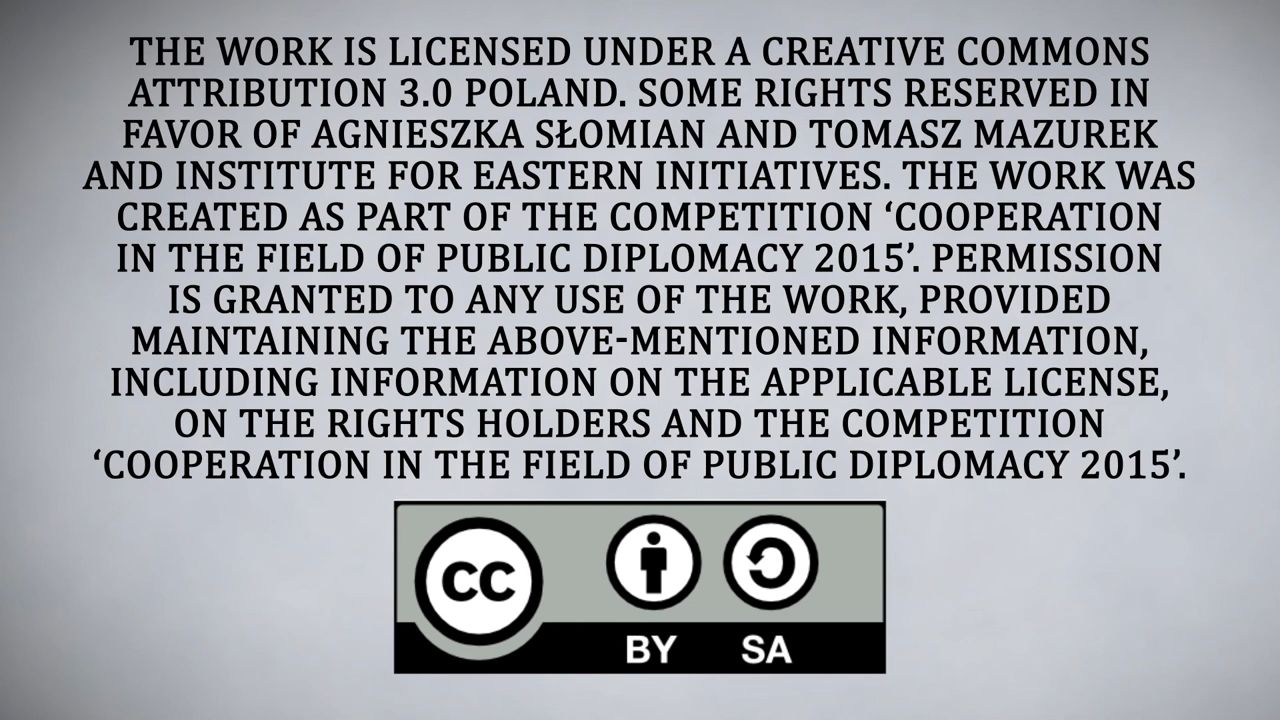 THE WORK IS LICENSED UNDER A CREATIVE COMMONS
ATTRIBUTION 3.0 POLAND. SOME RIGHTS RESERVED IN
FAVOR OF AGNIESZKA SŁOMIAN AND TOMASZ MAZUREK
AND INSTITUTE FOR EASTERN INITIATIVES. THE WORK WAS
CREATED AS PART OF THE COMPETITION ‘COOPERATION
IN THE FIELD OF PUBLIC DIPLOMACY 2015’. PERMISSION
IS GRANTED TO ANY USE OF THE WORK, PROVIDED
MAINTAINING THE ABOVE-MENTIONED INFORMATION,
INCLUDING INFORMATION ON THE APPLICABLE LICENSE,
ON THE RIGHTS HOLDERS AND THE COMPETITION
‘COOPERATION IN THE FIELD OF PUBLIC DIPLOMACY 2015’.
CC
BY SA